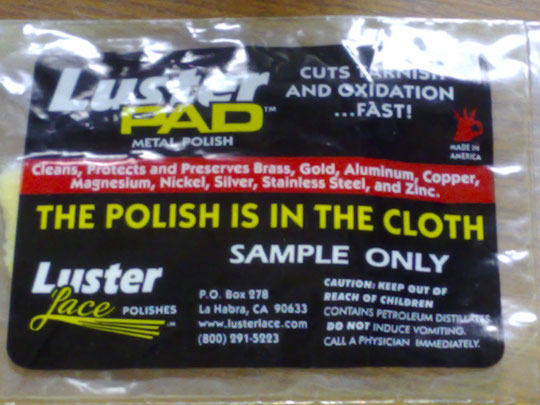 Luster
PAD™
METAL POLISH
CUTS TARNISH
AND OXIDATION
...FAST!
MADE IN
AMERICA
Cleans, Protects and Preserves Brass, Gold, Aluminum, Copper,
Magnesium, Nickel, Silver, Stainless Steel, and Zinc.
THE POLISH IS IN THE CLOTH
SAMPLE ONLY
Luster
Lace POLISHES
P.O. Box 278
La Habra, CA 90633
www.lusterlace.com
(800) 291-5223
CAUTION: KEEP OUT OF
REACH OF CHILDREN
CONTAINS PETROLEUM DISTILLATES
DO NOT INDUCE VOMITING.
CALL A PHYSICIAN IMMEDIATELY.